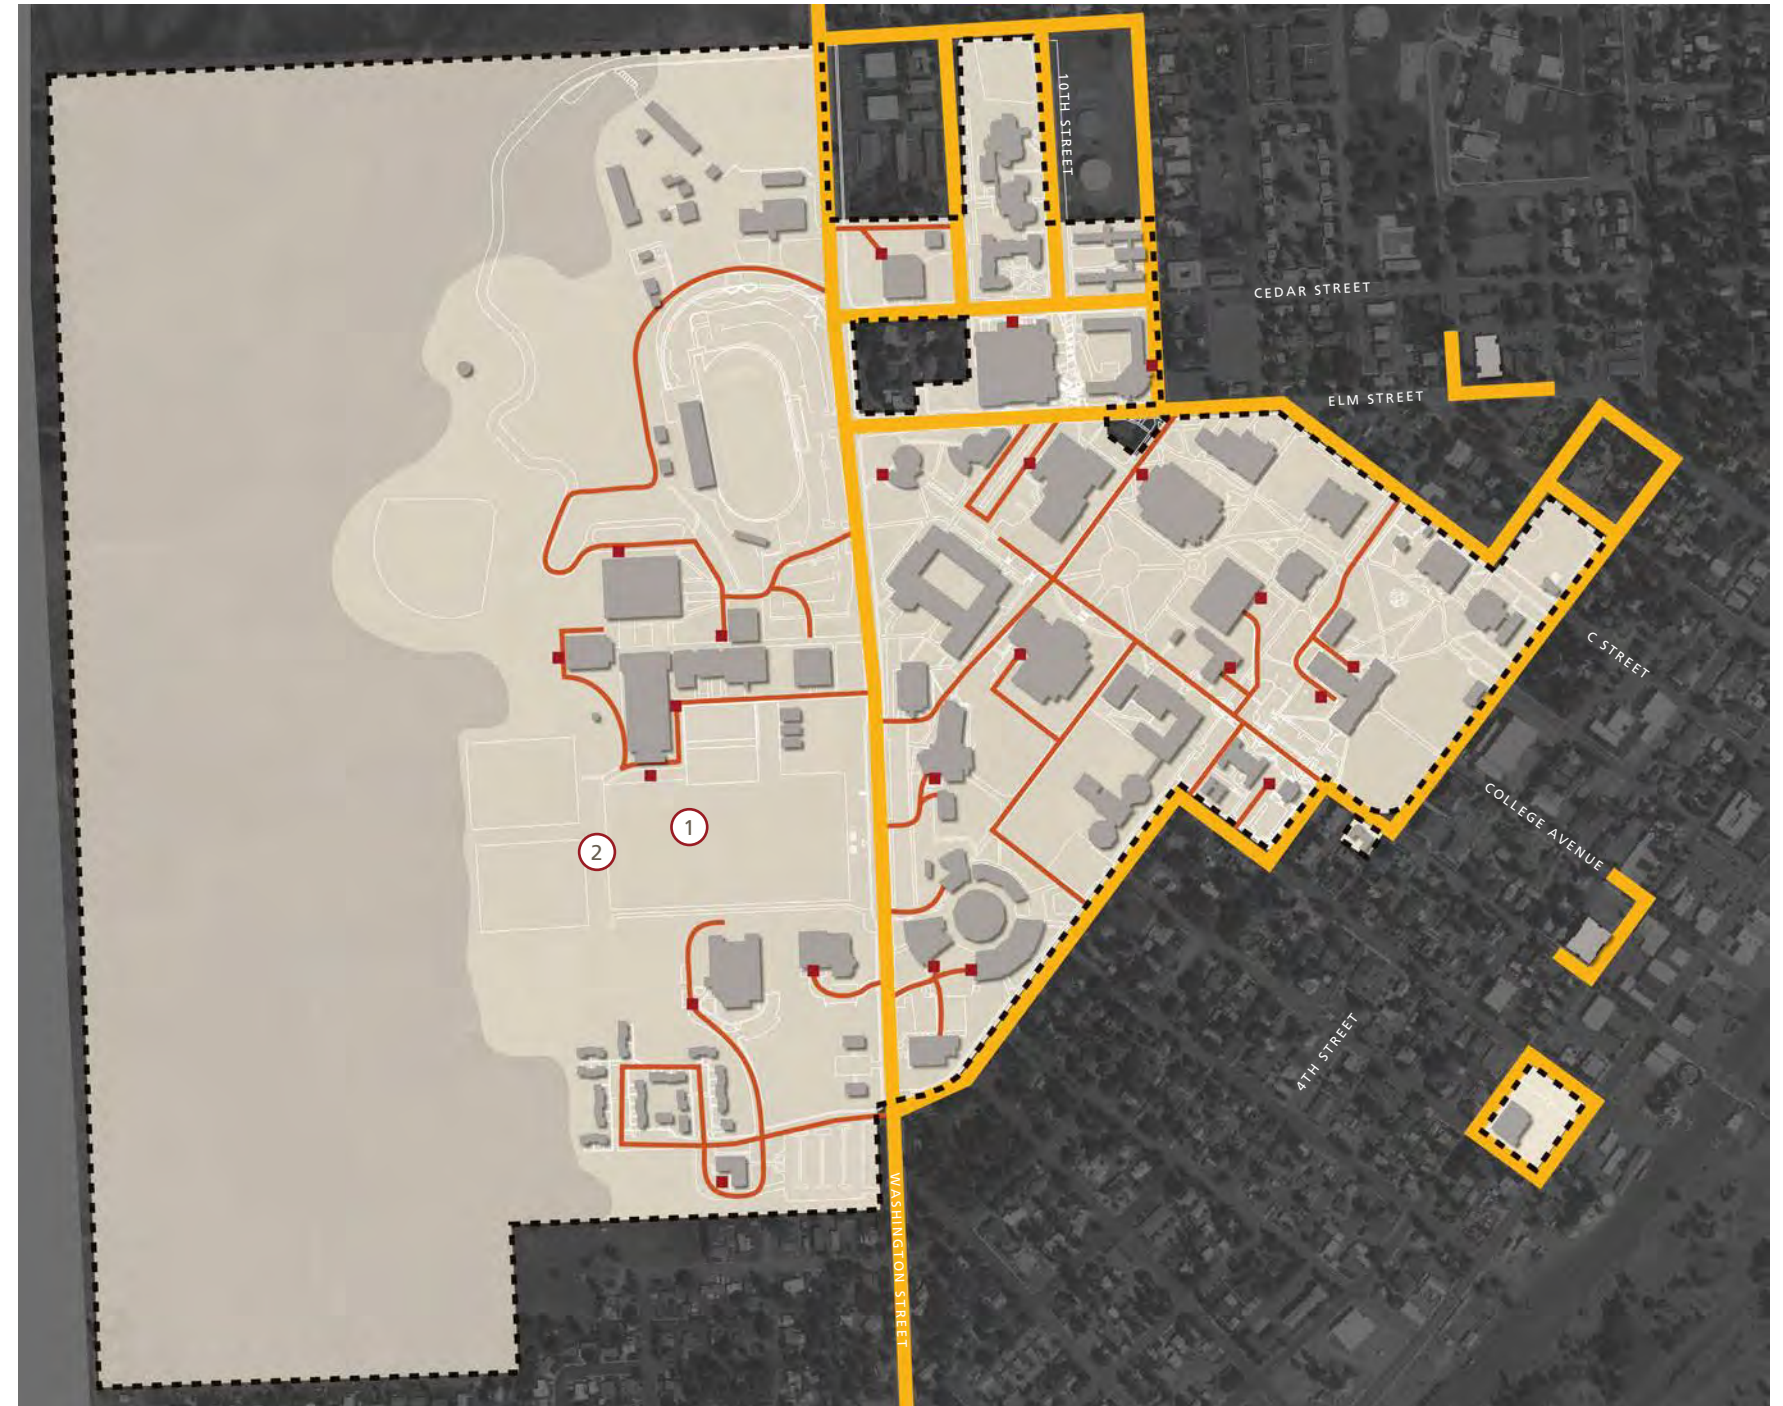 10TH STREET
CEDAR STREET
ELM STREET
C STREET
COLLEGE AVENUE
1
2
4TH STREET
WASHINGTON STREET